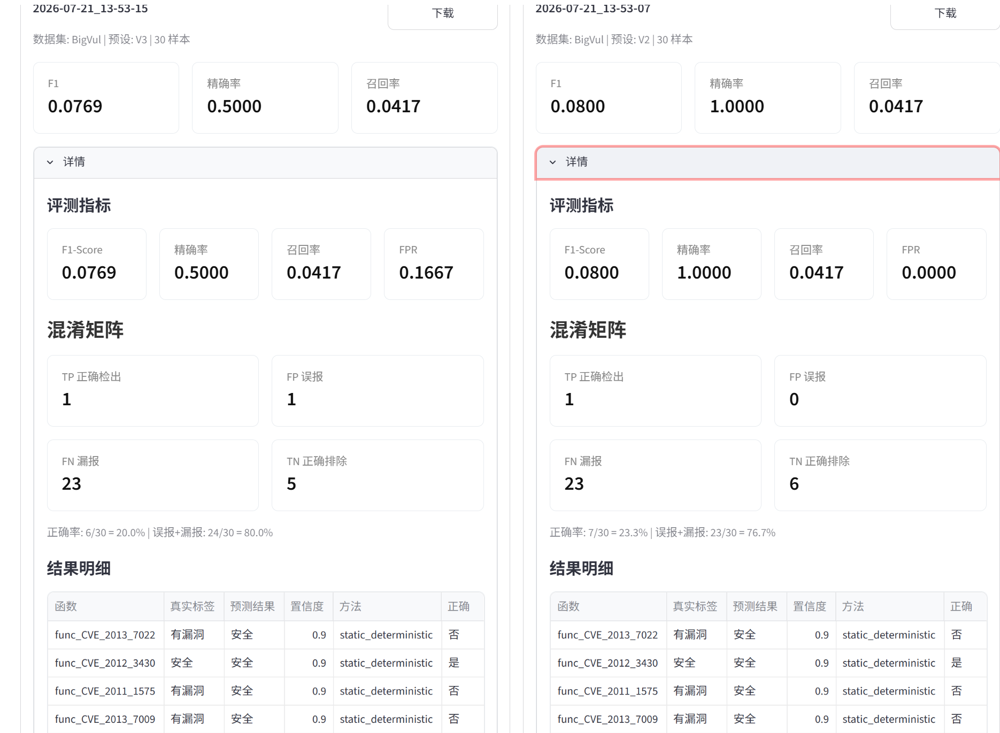 2026-07-21_13-53-15
下载
数据集: BigVul | 预设: V3 | 30 样本
F1
0.0769
精确率
0.5000
召回率
0.0417
详情
评测指标
F1-Score
0.0769
精确率
0.5000
召回率
0.0417
FPR
0.1667
混淆矩阵
TP 正确检出
1
FP 误报
1
FN 漏报
23
TN 正确排除
5
正确率: 6/30 = 20.0% | 误报+漏报: 24/30 = 80.0%
结果明细
函数 真实标签 预测结果 置信度 方法 正确
func_CVE_2013_7022 有漏洞 安全 0.9 static_deterministic 否
func_CVE_2012_3430 安全 安全 0.9 static_deterministic 是
func_CVE_2011_1575 有漏洞 安全 0.9 static_deterministic 否
func_CVE_2013_7009 有漏洞 安全 0.9 static_deterministic 否
2026-07-21_13-53-07
下载
数据集: BigVul | 预设: V2 | 30 样本
F1
0.0800
精确率
1.0000
召回率
0.0417
详情
评测指标
F1-Score
0.0800
精确率
1.0000
召回率
0.0417
FPR
0.0000
混淆矩阵
TP 正确检出
1
FP 误报
0
FN 漏报
23
TN 正确排除
6
正确率: 7/30 = 23.3% | 误报+漏报: 23/30 = 76.7%
结果明细
函数 真实标签 预测结果 置信度 方法 正确
func_CVE_2013_7022 有漏洞 安全 0.9 static_deterministic 否
func_CVE_2012_3430 安全 安全 0.9 static_deterministic 是
func_CVE_2011_1575 有漏洞 安全 0.9 static_deterministic 否
func_CVE_2013_7009 有漏洞 安全 0.9 static_deterministic 否